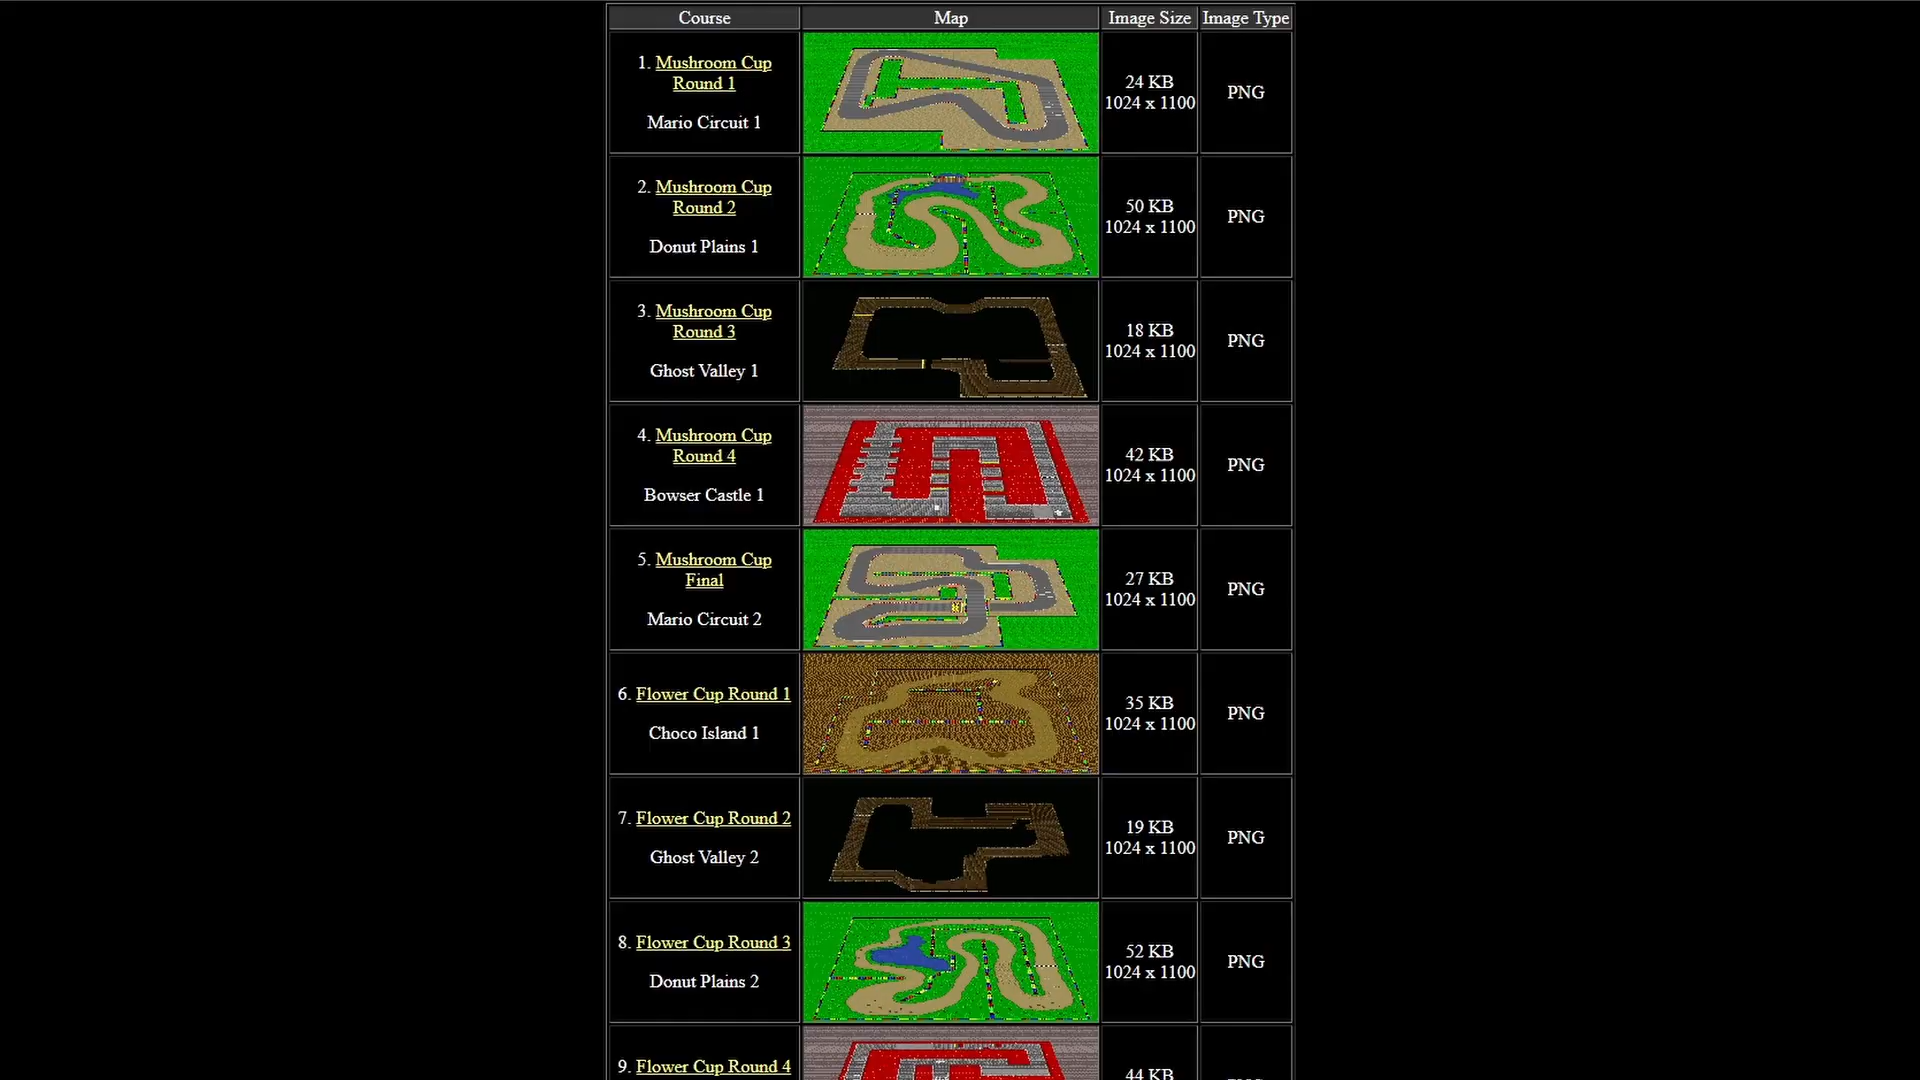 Course Map Image Size Image Type
1. Mushroom Cup
Round 1
Mario Circuit 1
24 KB
1024 x 1100
PNG
2. Mushroom Cup
Round 2
Donut Plains 1
50 KB
1024 x 1100
PNG
3. Mushroom Cup
Round 3
Ghost Valley 1
18 KB
1024 x 1100
PNG
4. Mushroom Cup
Round 4
Bowser Castle 1
42 KB
1024 x 1100
PNG
5. Mushroom Cup
Final
Mario Circuit 2
27 KB
1024 x 1100
PNG
6. Flower Cup Round 1
Choco Island 1
35 KB
1024 x 1100
PNG
7. Flower Cup Round 2
Ghost Valley 2
19 KB
1024 x 1100
PNG
8. Flower Cup Round 3
Donut Plains 2
52 KB
1024 x 1100
PNG
9. Flower Cup Round 4
44 KB